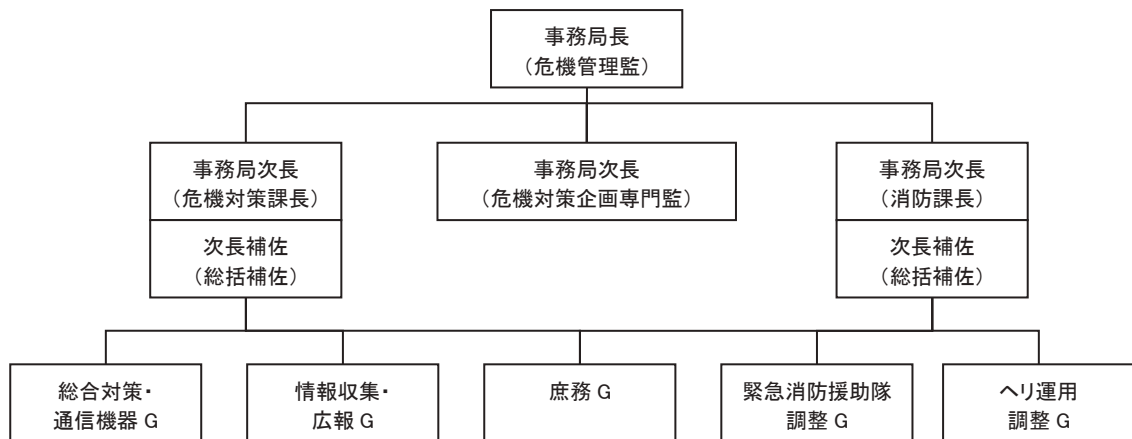 事務局長
（危機管理監）
事務局次長
（危機対策課長）
事務局次長
（危機対策企画専門監）
事務局次長
（消防課長）
次長補佐
（総括補佐）
次長補佐
（総括補佐）
総合対策・
通信機器 G
情報収集・
広報 G
庶務 G
緊急消防援助隊
調整 G
ヘリ運用
調整 G